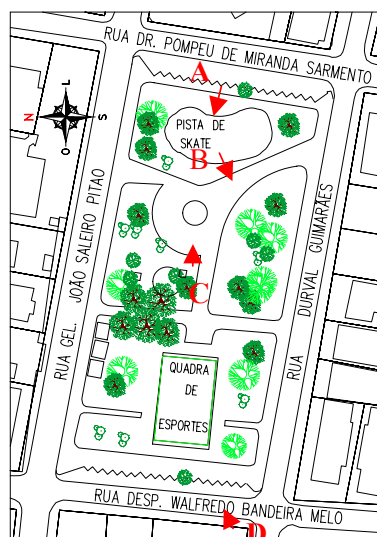 RUA DR. POMPEU DE MIRANDA SARMENTO
A
L
N
S
O
PISTA DE
SKATE
B
RUA GEL. JOÃO SALEIRO PITAO
RUA DURVAL GUIMARÃES
C
QUADRA
DE
ESPORTES
RUA DESP. WALFREDO BANDEIRA MELO
D